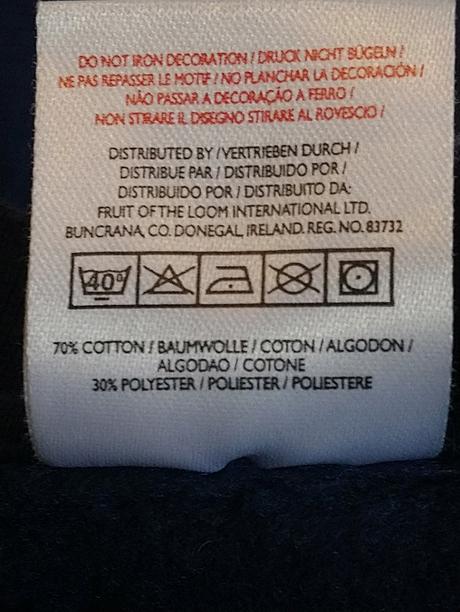 DO NOT IRON DECORATION / DRUCK NICHT BÜGELN /
NE PAS REPASSER LE MOTIF / NO PLANCHAR LA DECORACIÓN /
NÃO PASSAR A DECORAÇÃO A FERRO /
NON STIRARE IL DISEGNO STIRARE AL ROVESCIO /
DISTRIBUTED BY / VERTRIEBEN DURCH /
DISTRIBUE PAR / DISTRIBUIDO POR /
DISTRIBUIDO POR / DISTRIBUITO DA:
FRUIT OF THE LOOM INTERNATIONAL LTD.
BUNCRANA, CO. DONEGAL, IRELAND. REG. NO. 83732
40°
70% COTTON / BAUMWOLLE / COTON / ALGODON /
ALGODAO / COTONE
30% POLYESTER / POLIESTER / POLIESTERE